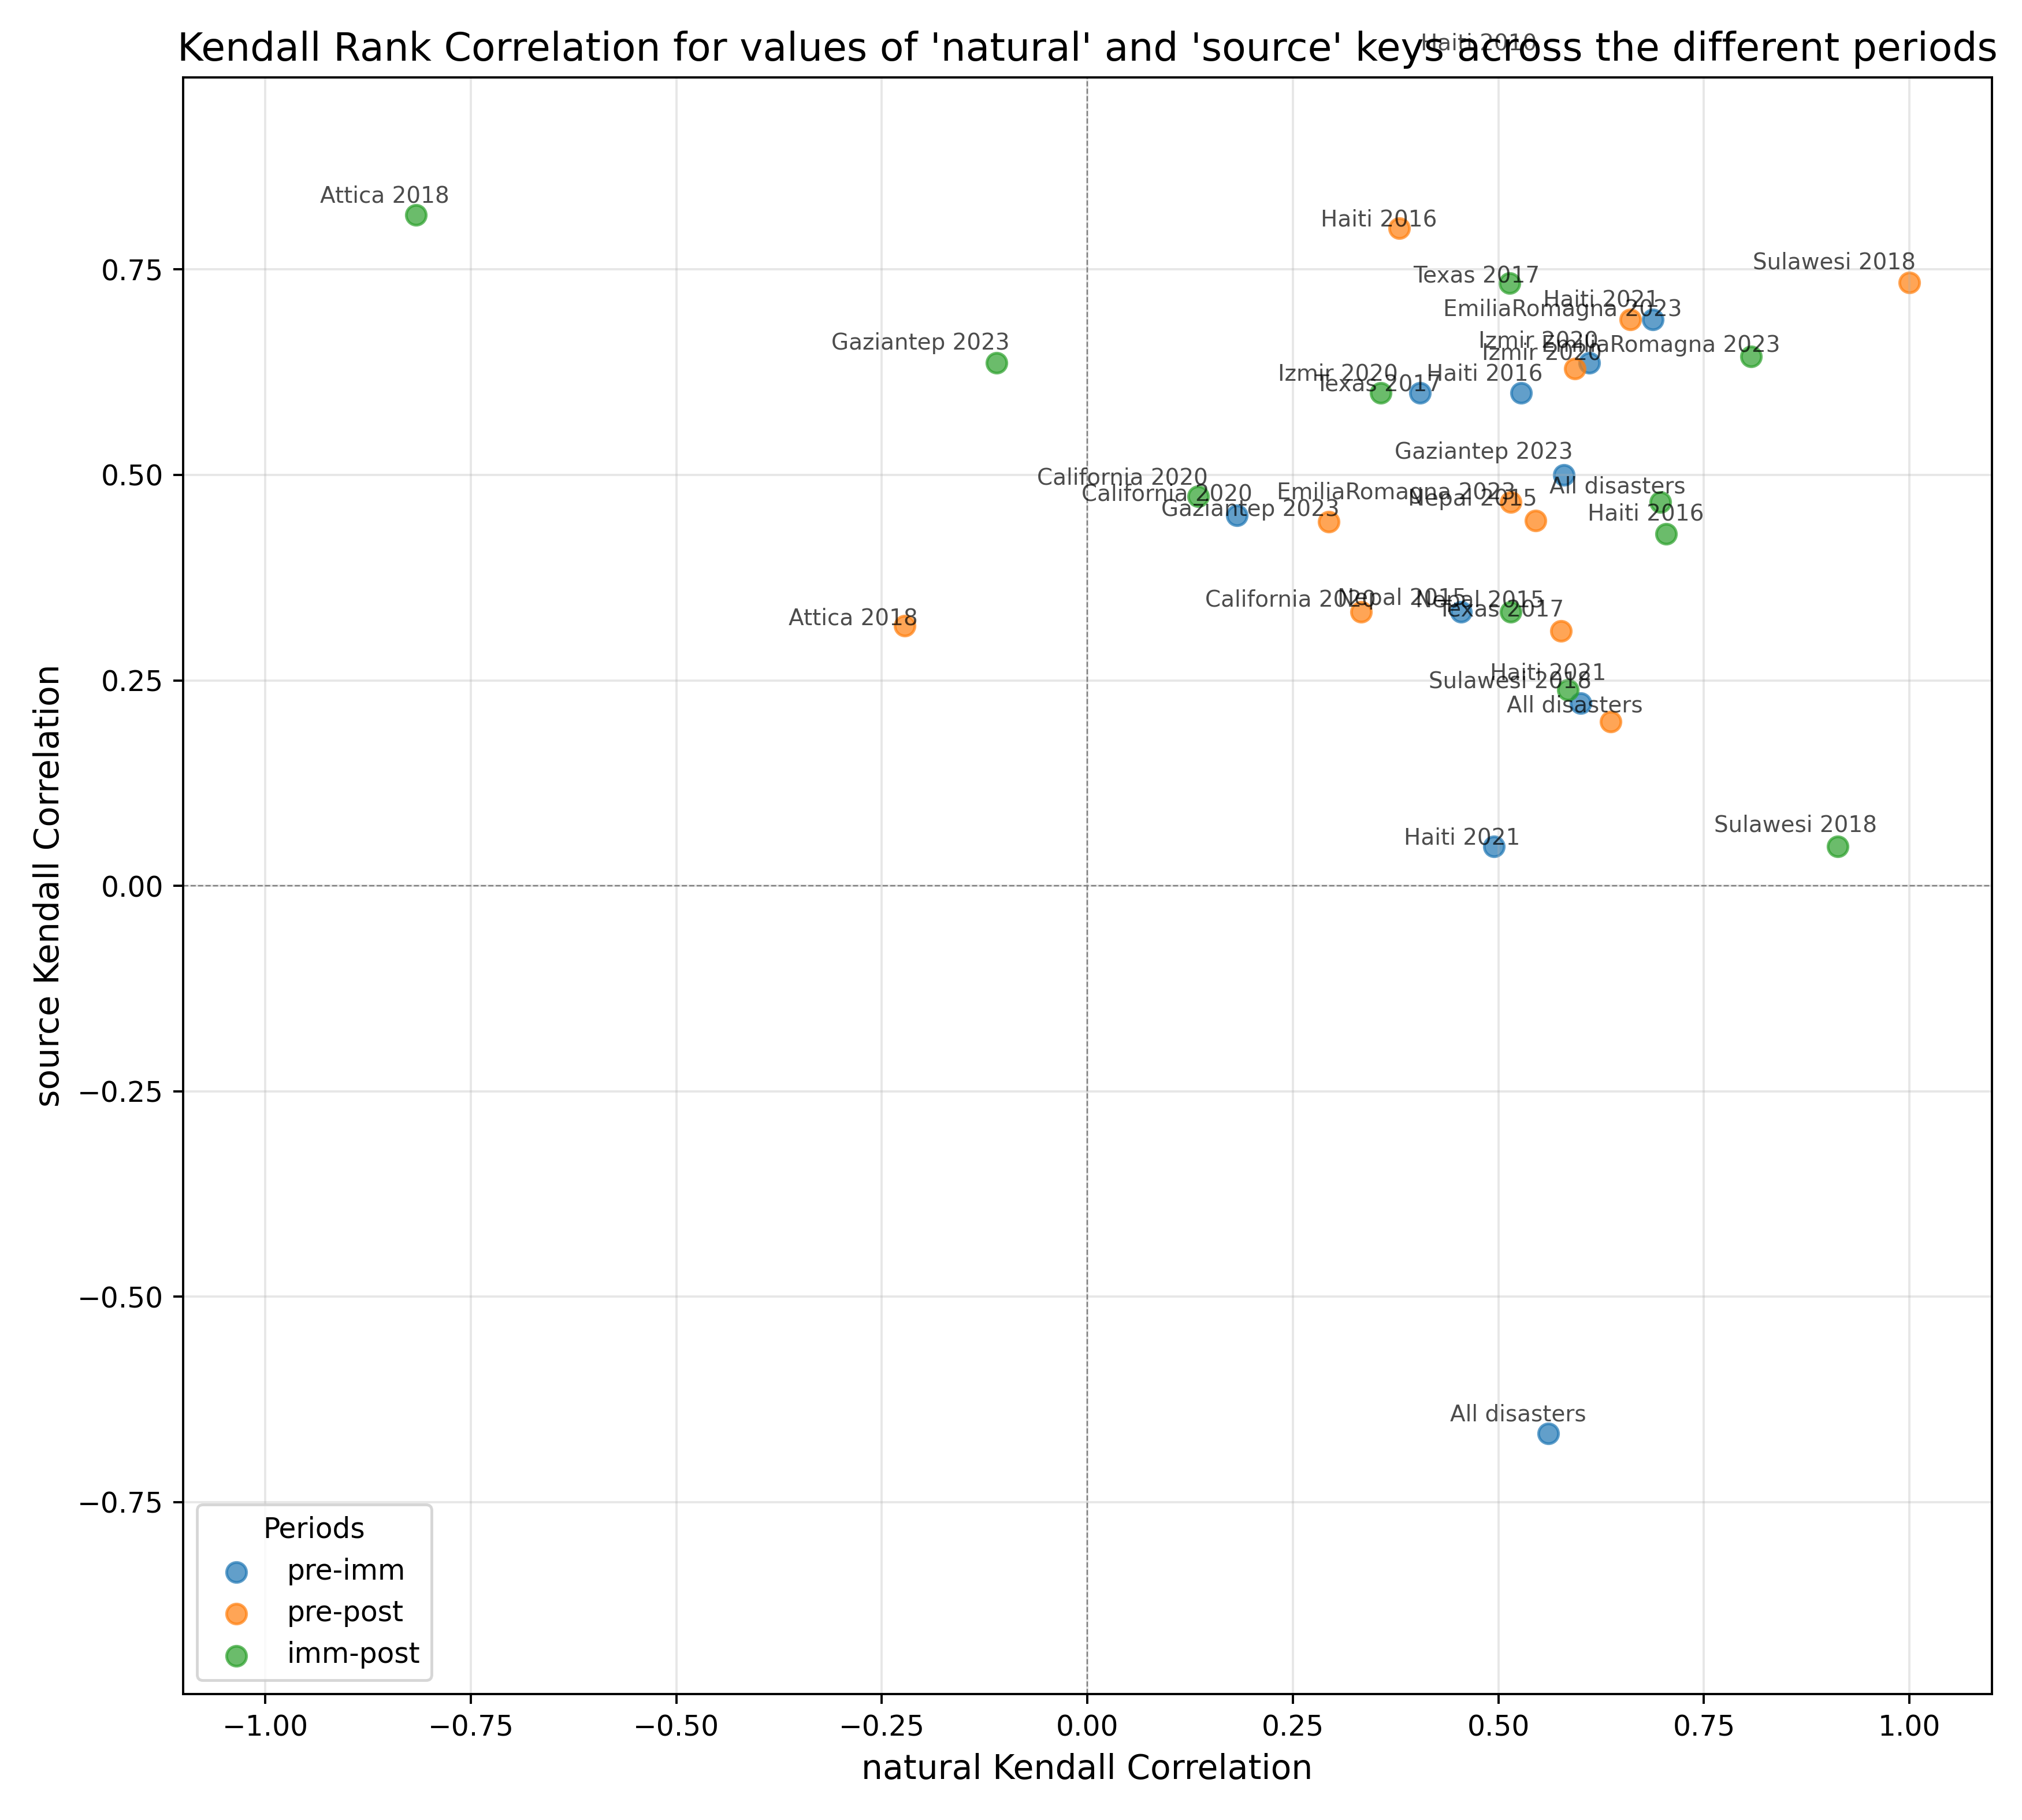 Haiti 2010
Kendall Rank Correlation for values of 'natural' and 'source' keys across the different periods
Attica 2018
Haiti 2016
Sulawesi 2018
Texas 2017
Haiti 2021
EmiliaRomagna 2023
Gaziantep 2023
Izmir 2020
EmiliaRomagna 2023
Izmir 2020
Izmir 2020
Haiti 2016
Texas 2017
Gaziantep 2023
California 2020
All disasters
EmiliaRomagna 2023
California 2020
Nepal 2015
Gaziantep 2023
Haiti 2016
California 2020
Nepal 2015
Nepal 2015
Texas 2017
Attica 2018
Haiti 2021
Sulawesi 2018
All disasters
Haiti 2021
Sulawesi 2018
All disasters
0.75
0.50
0.25
0.00
−0.25
−0.50
−0.75
source Kendall Correlation
Periods
pre-imm
pre-post
imm-post
−1.00
−0.75
−0.50
−0.25
0.00
0.25
0.50
0.75
1.00
natural Kendall Correlation